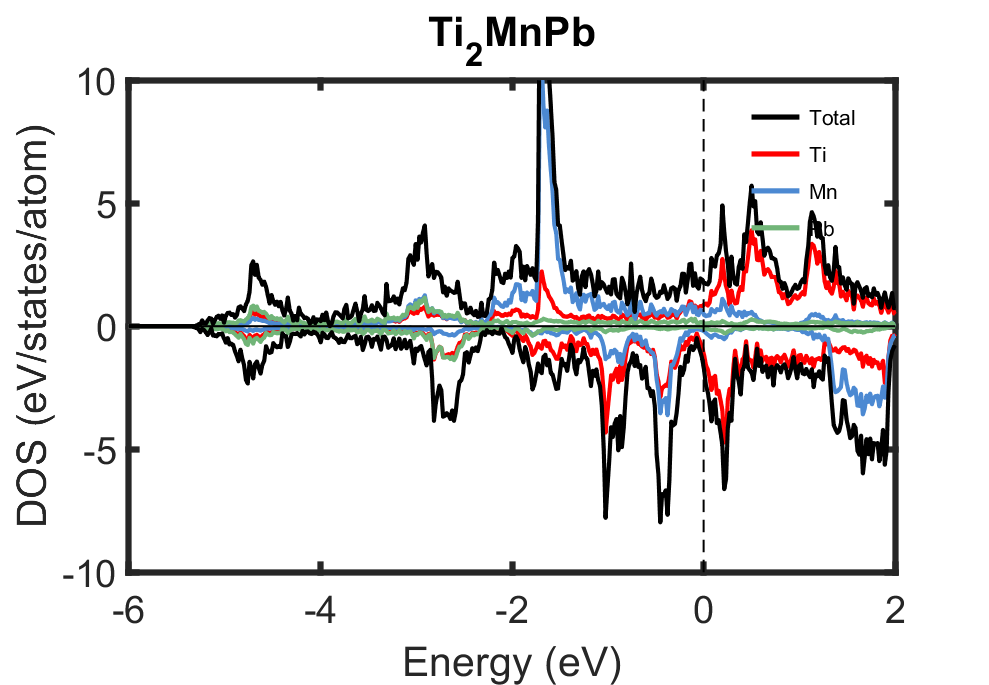 Ti2MnPb
10
5
0
-5
-10
DOS (eV/states/atom)
Total
Ti
Mn
Pb
-6 -4 -2 0 2
Energy (eV)